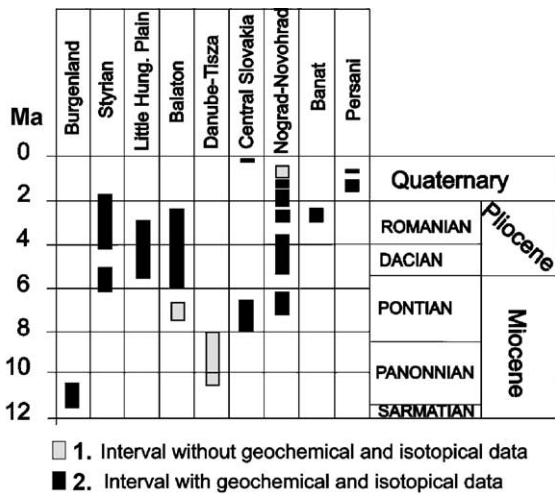 Burgenland
Styrian
Little Hung. Plain
Balaton
Danube-Tisza
Central Slovakia
Nograd-Novohrad
Banat
Persani
Ma
0
2
4
6
8
10
12
Quaternary
ROMANIAN
DACIAN
PONTIAN
PANONNIAN
SARMATIAN
Pliocene
Miocene
1. Interval without geochemical and isotopical data
2. Interval with geochemical and isotopical data